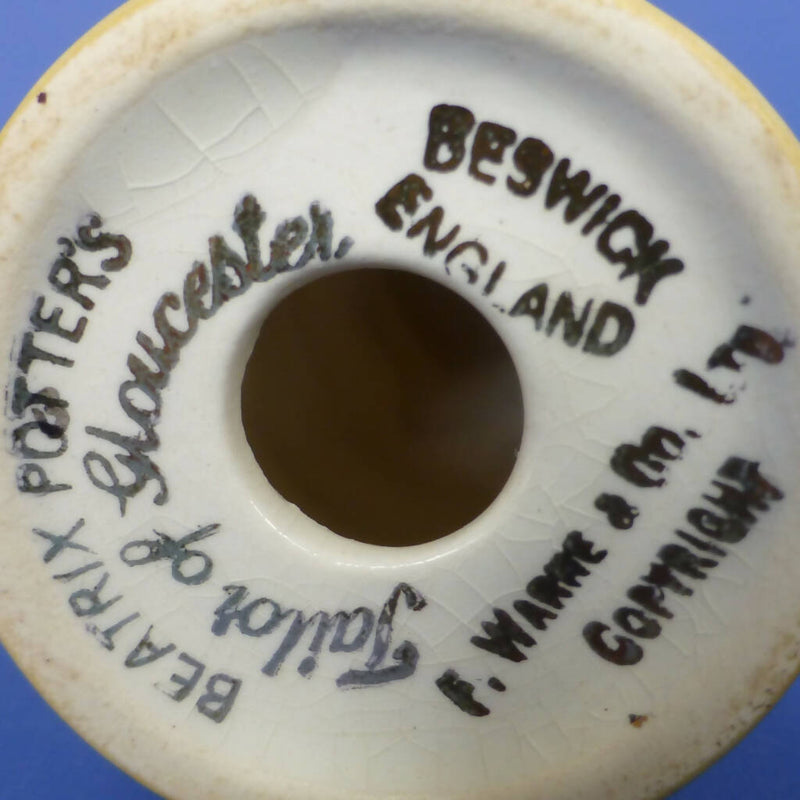 BEATRIX POTTER'S
Tailor of Gloucester
BESWICK
ENGLAND
F. WARNE & Co. LTD.
COPYRIGHT